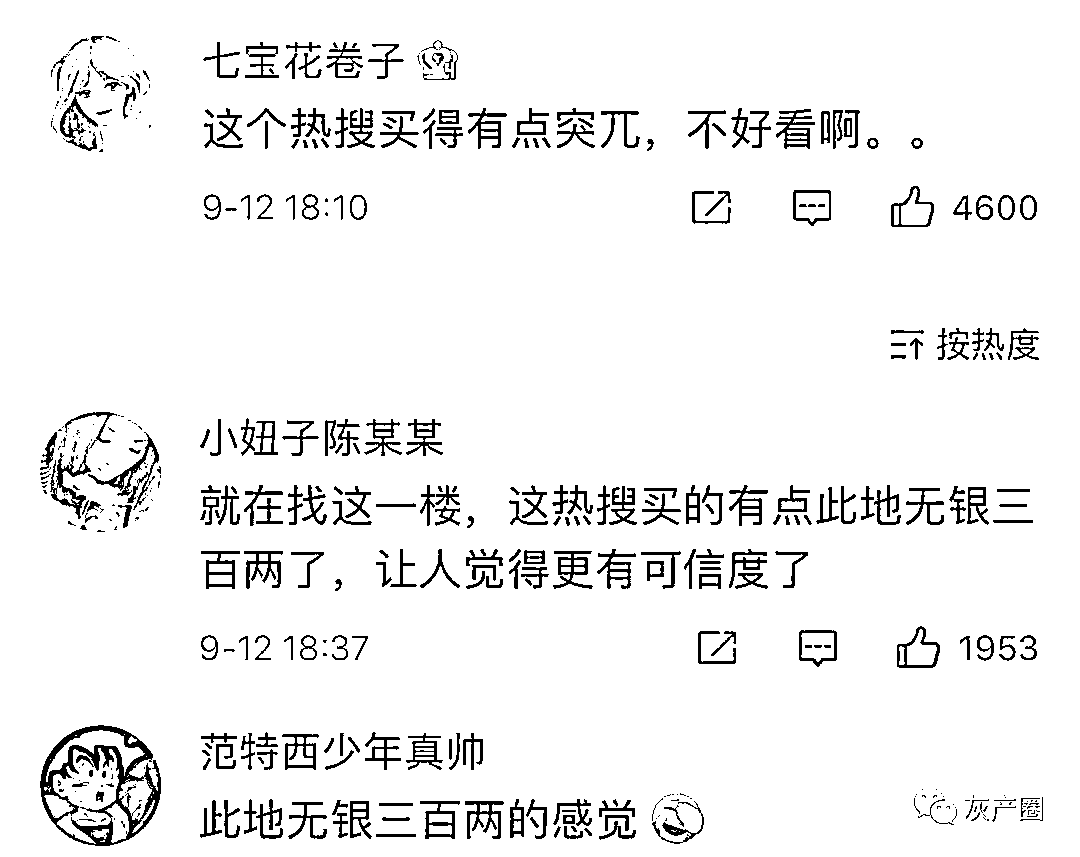 七宝花卷子
这个热搜买得有点突兀，不好看啊。。
9-12 18:10
4600
按热度
小妞子陈某某
就在找这一楼，这热搜买的有点此地无银三
百两了，让人觉得更有可信度了
9-12 18:37
1953
范特西少年真帅
此地无银三百两的感觉
灰产圈